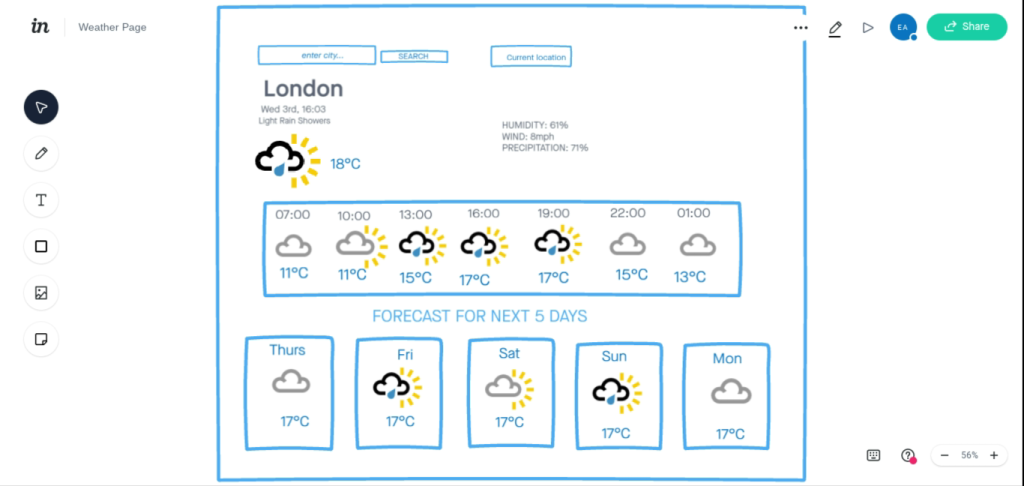 in Weather Page
EA
Share
enter city... SEARCH Current location
London
Wed 3rd, 16:03
Light Rain Showers
18°C
HUMIDITY: 61%
WIND: 8mph
PRECIPITATION: 71%
07:00 10:00 13:00 16:00 19:00 22:00 01:00
11°C 11°C 15°C 17°C 17°C 15°C 13°C
FORECAST FOR NEXT 5 DAYS
Thurs Fri Sat Sun Mon
17°C 17°C 17°C 17°C 17°C
T
56%